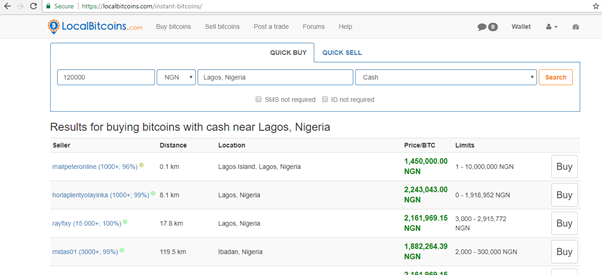 Secure https://localbitcoins.com/instant-bitcoins/
LocalBitcoins.com Buy bitcoins Sell bitcoins Post a trade Forums Help 0 Wallet
QUICK BUY QUICK SELL
120000 NGN Lagos, Nigeria Cash Search
SMS not required ID not required
Results for buying bitcoins with cash near Lagos, Nigeria
Seller Distance Location Price/BTC Limits
mailpeteronline (1000+; 96%) 0.1 km Lagos Island, Lagos, Nigeria 1,450,000.00 NGN 1 - 10,000,000 NGN Buy
horlaplentyolayinka (1000+; 99%) 8.1 km Lagos, Nigeria 2,243,043.00 NGN 0 - 1,918,952 NGN Buy
rayfixy (15 000+; 100%) 17.8 km Lagos, Nigeria 2,161,969.15 NGN 3,000 - 2,915,772 NGN Buy
midas01 (3000+; 99%) 119.5 km Ibadan, Nigeria 1,882,264.39 NGN 2,000 - 300,000 NGN Buy
2,161,969.15